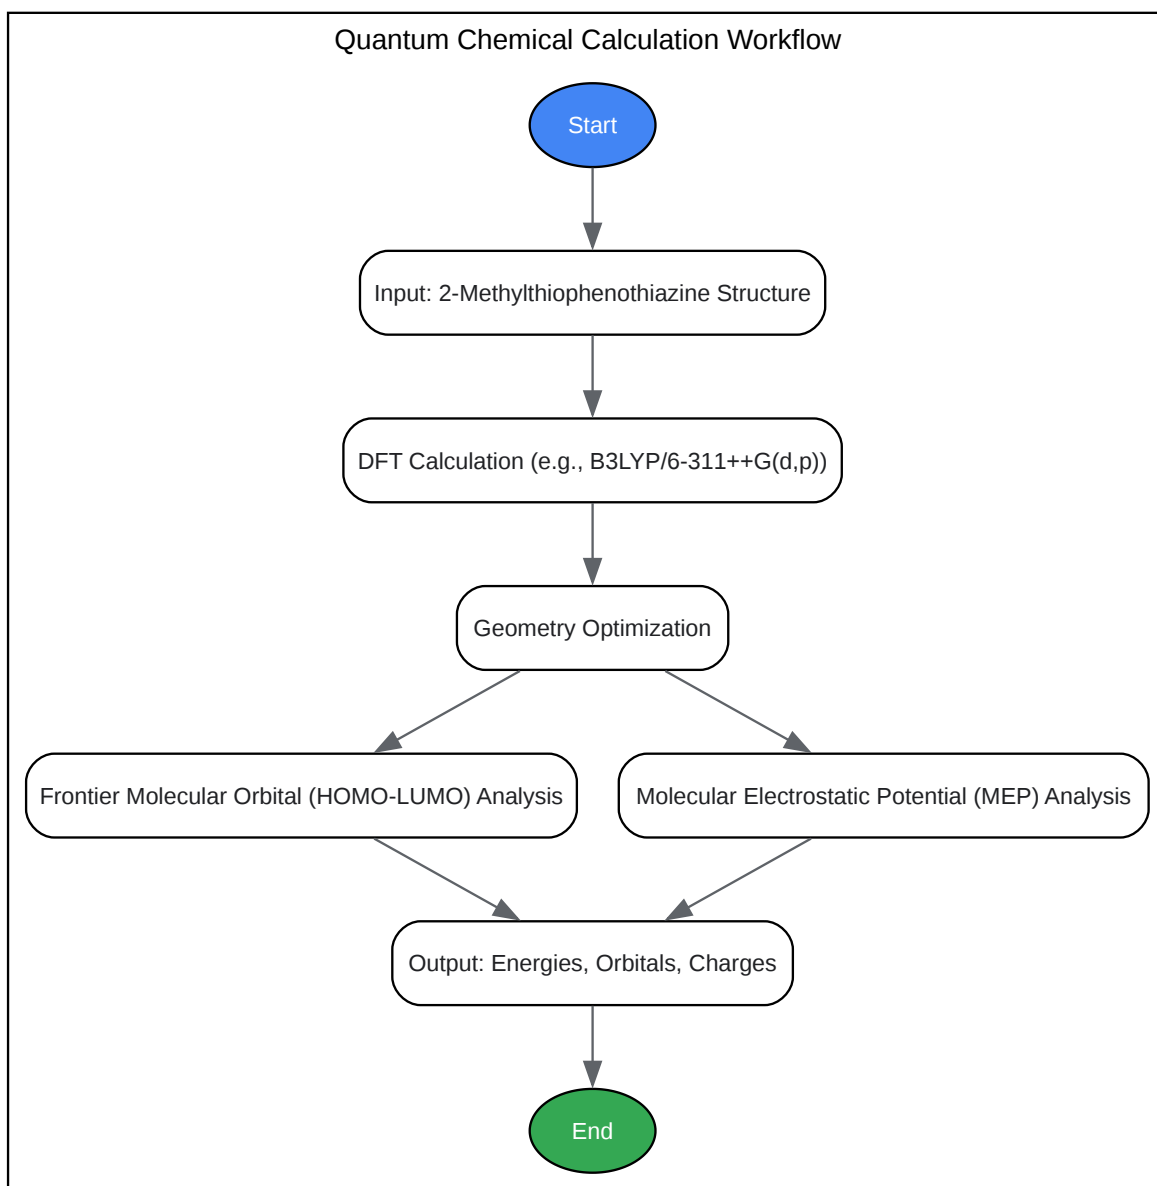 Quantum Chemical Calculation Workflow
Start
Input: 2-Methylthiophenothiazine Structure
DFT Calculation (e.g., B3LYP/6-311++G(d,p))
Geometry Optimization
Frontier Molecular Orbital (HOMO-LUMO) Analysis
Molecular Electrostatic Potential (MEP) Analysis
Output: Energies, Orbitals, Charges
End